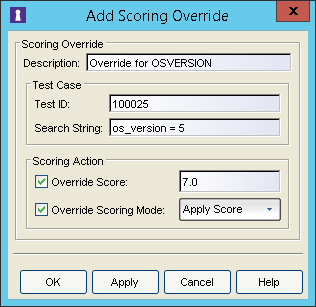 Add Scoring Override
Scoring Override
Description: Override for OSVERSION
Test Case
Test ID: 100025
Search String: os_version = 5
Scoring Action
Override Score: 7.0
Override Scoring Mode: Apply Score
OK Apply Cancel Help